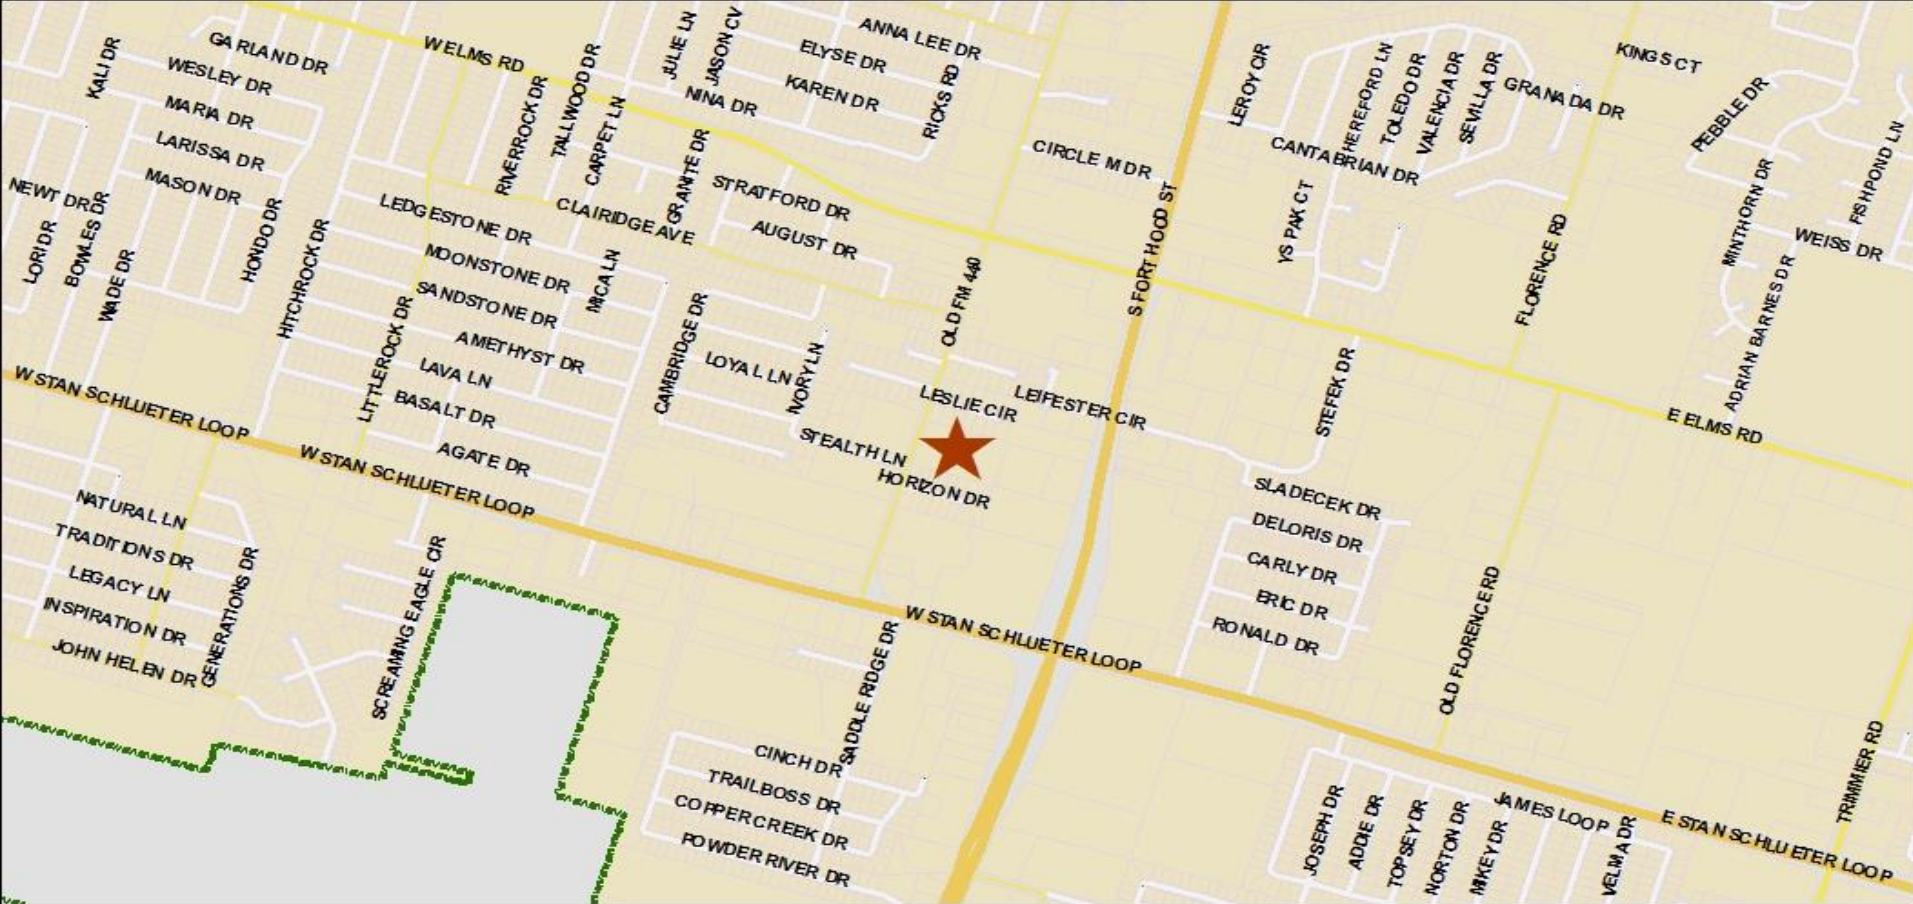 GARLAND DR
WESLEY DR
KALI DR
MARIA DR
LARISSA DR
MASON DR
NEWT DR
LORI DR
BOWLES DR
WADE DR
HONDO DR
HITCHROCK DR
W ELMS RD
RIVERROCK DR
TALLWOOD DR
CARPET LN
GRANITE DR
JULIE LN
JASON CV
NINA DR
ANNA LEE DR
ELYSE DR
KAREN DR
RICKS RD
CIRCLE M DR
S FORT HOOD ST
LEROY CIR
HEREFORD LN
TOLEDO DR
VALENCIA DR
SEVILLA DR
GRANADA DR
KINGS CT
PEBBLE DR
FISHPOND LN
CANTABRIAN DR
YS PAK CT
FLORENCE RD
MINTHORN DR
WEISS DR
ADRIAN BARNES DR
STRATFORD DR
AUGUST DR
CLAIRIDGE AVE
LEDGESTONE DR
MOONSTONE DR
SANDSTONE DR
AMETHYST DR
MICA LN
LITTLEROCK DR
LAVA LN
BASALT DR
AGATE DR
CAMBRIDGE DR
LOYAL LN
IVORY LN
OLD FM 440
LESLIE CIR
LEIFESTER CIR
STEALTH LN
HORIZON DR
STEFEK DR
E ELMS RD
W STAN SCHLUETER LOOP
W STAN SCHLUETER LOOP
SLADECEK DR
DELORIS DR
CARLY DR
ERIC DR
RONALD DR
OLD FLORENCE RD
NATURAL LN
TRADITIONS DR
LEGACY LN
INSPIRATION DR
JOHN HELEN DR
GENERATIONS DR
SCREAMING EAGLE CIR
W STAN SCHLUETER LOOP
SADDLE RIDGE DR
CINCH DR
TRAILBOSS DR
COPPER CREEK DR
POWDER RIVER DR
JOSEPH DR
ADDIE DR
TOPSEY DR
NORTON DR
MIKEY DR
JAMES LOOP
VELMA DR
E STAN SCHLUETER LOOP
TRIMMIER RD